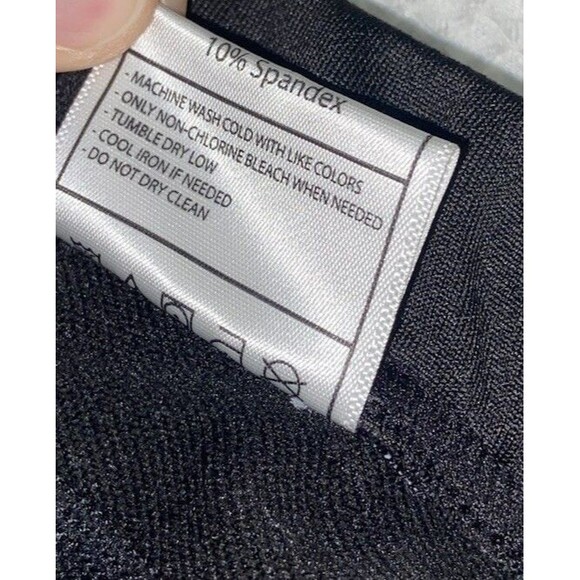 10% Spandex
- MACHINE WASH COLD WITH LIKE COLORS
- ONLY NON-CHLORINE BLEACH WHEN NEEDED
- TUMBLE DRY LOW
- COOL IRON IF NEEDED
- DO NOT DRY CLEAN